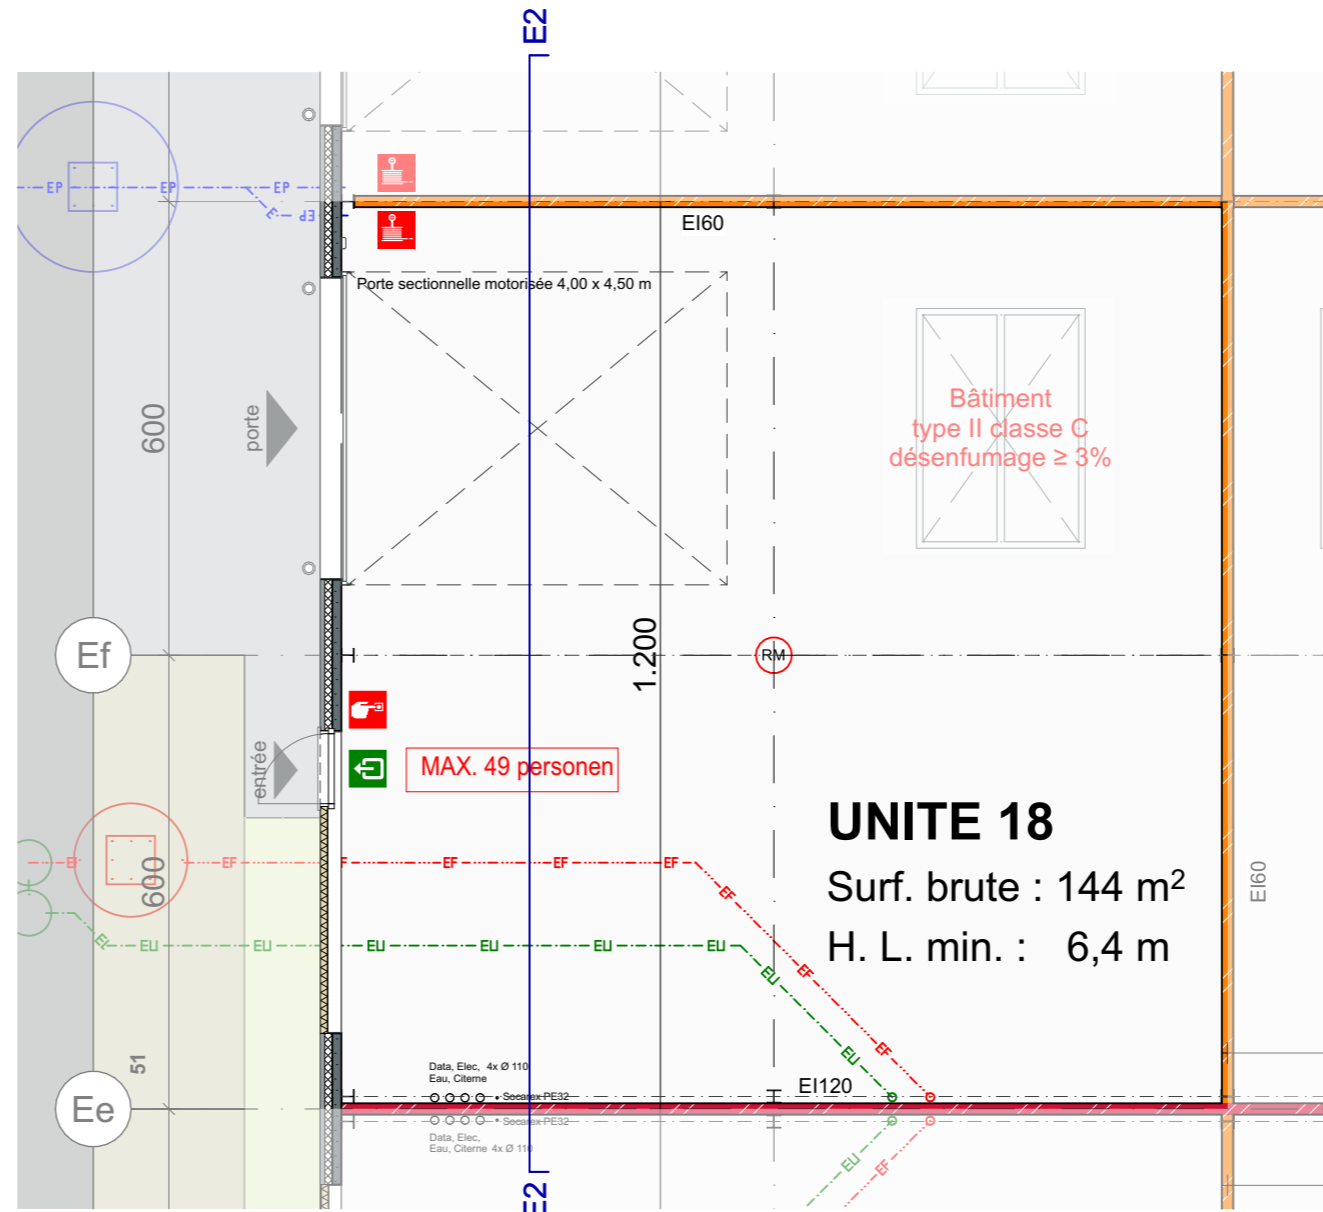 E2
EP
EP
EP
E
EP
EI60
Porte sectionnelle motorisée 4,00 x 4,50 m
600
porte
Bâtiment
type II classe C
désenfumage ≥ 3%
Ef
1.200
RM
entrée
MAX. 49 personen
UNITE 18
Surf. brute : 144 m²
H. L. min. : 6,4 m
EI60
600
EF
EF
EF
EF
EF
EF
EF
EF
EF
EU
EU
EU
EU
EU
EU
EU
EU
EU
51
Ee
Data, Elec, 4x Ø 110
Eau, Citerne
Socarex PE32
EI120
Socarex PE32
Data, Elec,
Eau, Citerne 4x Ø 110
EU
EF
E2